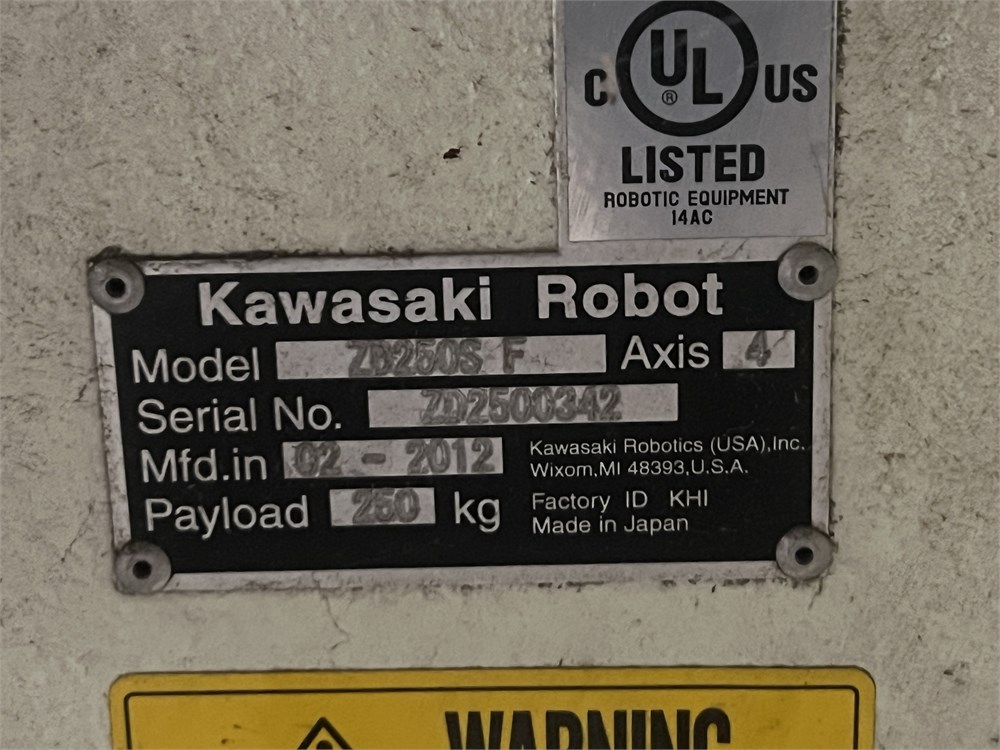 C UL® US
LISTED
ROBOTIC EQUIPMENT
14AC
Kawasaki Robot
Model ZD250S F Axis 4
Serial No. ZD2500342
Mfd.in 02 - 2012
Payload 250 kg
Kawasaki Robotics (USA),Inc.
Wixom,MI 48393,U.S.A.
Factory ID KHI
Made in Japan
WARNING